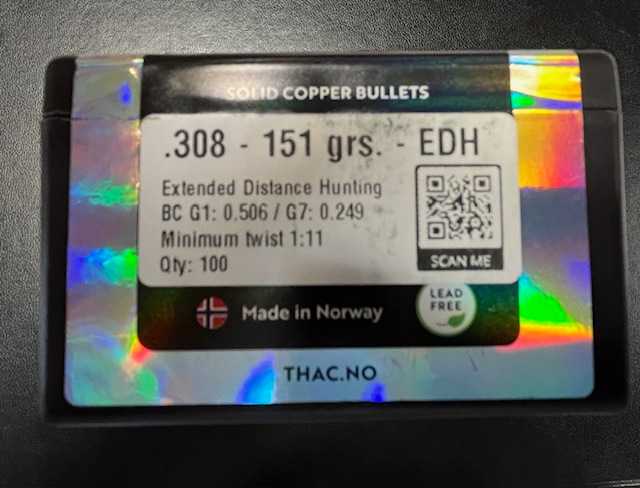 SOLID COPPER BULLETS
.308 - 151 grs. - EDH
Extended Distance Hunting
BC G1: 0.506 / G7: 0.249
Minimum twist 1:11
Qty: 100
SCAN ME
Made in Norway
LEAD
FREE
THAC.NO